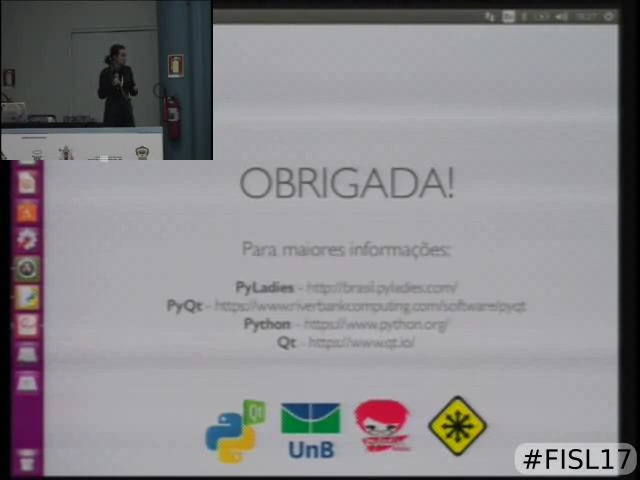 OBRIGADA!
Para maiores informações:
PyLadies - http://brasil.pyladies.com/
PyQt - https://www.riverbankcomputing.com/software/pyqt
Python - https://www.python.org/
Qt - https://www.qt.io/
Qt
UnB
#FISL17